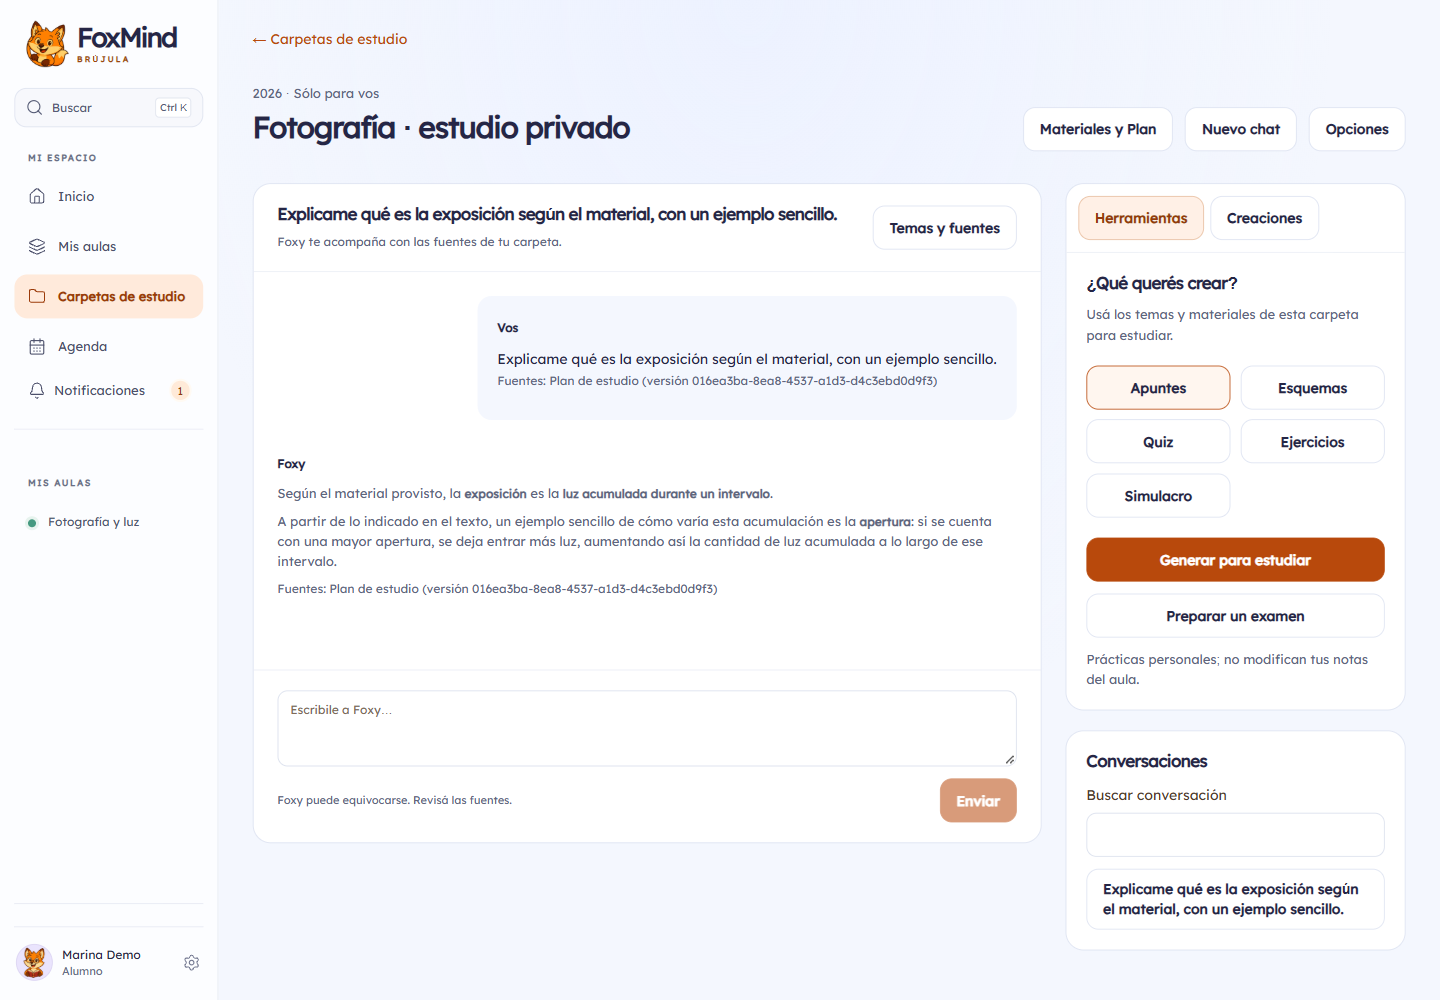 FoxMind
BRÚJULA
Buscar
Ctrl K
MI ESPACIO
Inicio
Mis aulas
Carpetas de estudio
Agenda
Notificaciones
1
MIS AULAS
Fotografía y luz
Marina Demo
Alumno
← Carpetas de estudio
2026 · Sólo para vos
Fotografía · estudio privado
Materiales y Plan
Nuevo chat
Opciones
Explicame qué es la exposición según el material, con un ejemplo sencillo.
Foxy te acompaña con las fuentes de tu carpeta.
Temas y fuentes
Vos
Explicame qué es la exposición según el material, con un ejemplo sencillo.
Fuentes: Plan de estudio (versión 016ea3ba-8ea8-4537-a1d3-d4c3ebd0d9f3)
Foxy
Según el material provisto, la exposición es la luz acumulada durante un intervalo.
A partir de lo indicado en el texto, un ejemplo sencillo de cómo varía esta acumulación es la apertura: si se cuenta
con una mayor apertura, se deja entrar más luz, aumentando así la cantidad de luz acumulada a lo largo de ese
intervalo.
Fuentes: Plan de estudio (versión 016ea3ba-8ea8-4537-a1d3-d4c3ebd0d9f3)
Escribile a Foxy...
Foxy puede equivocarse. Revisá las fuentes.
Enviar
Herramientas
Creaciones
¿Qué querés crear?
Usá los temas y materiales de esta carpeta
para estudiar.
Apuntes
Esquemas
Quiz
Ejercicios
Simulacro
Generar para estudiar
Preparar un examen
Prácticas personales; no modifican tus notas
del aula.
Conversaciones
Buscar conversación
Explicame qué es la exposición según
el material, con un ejemplo sencillo.